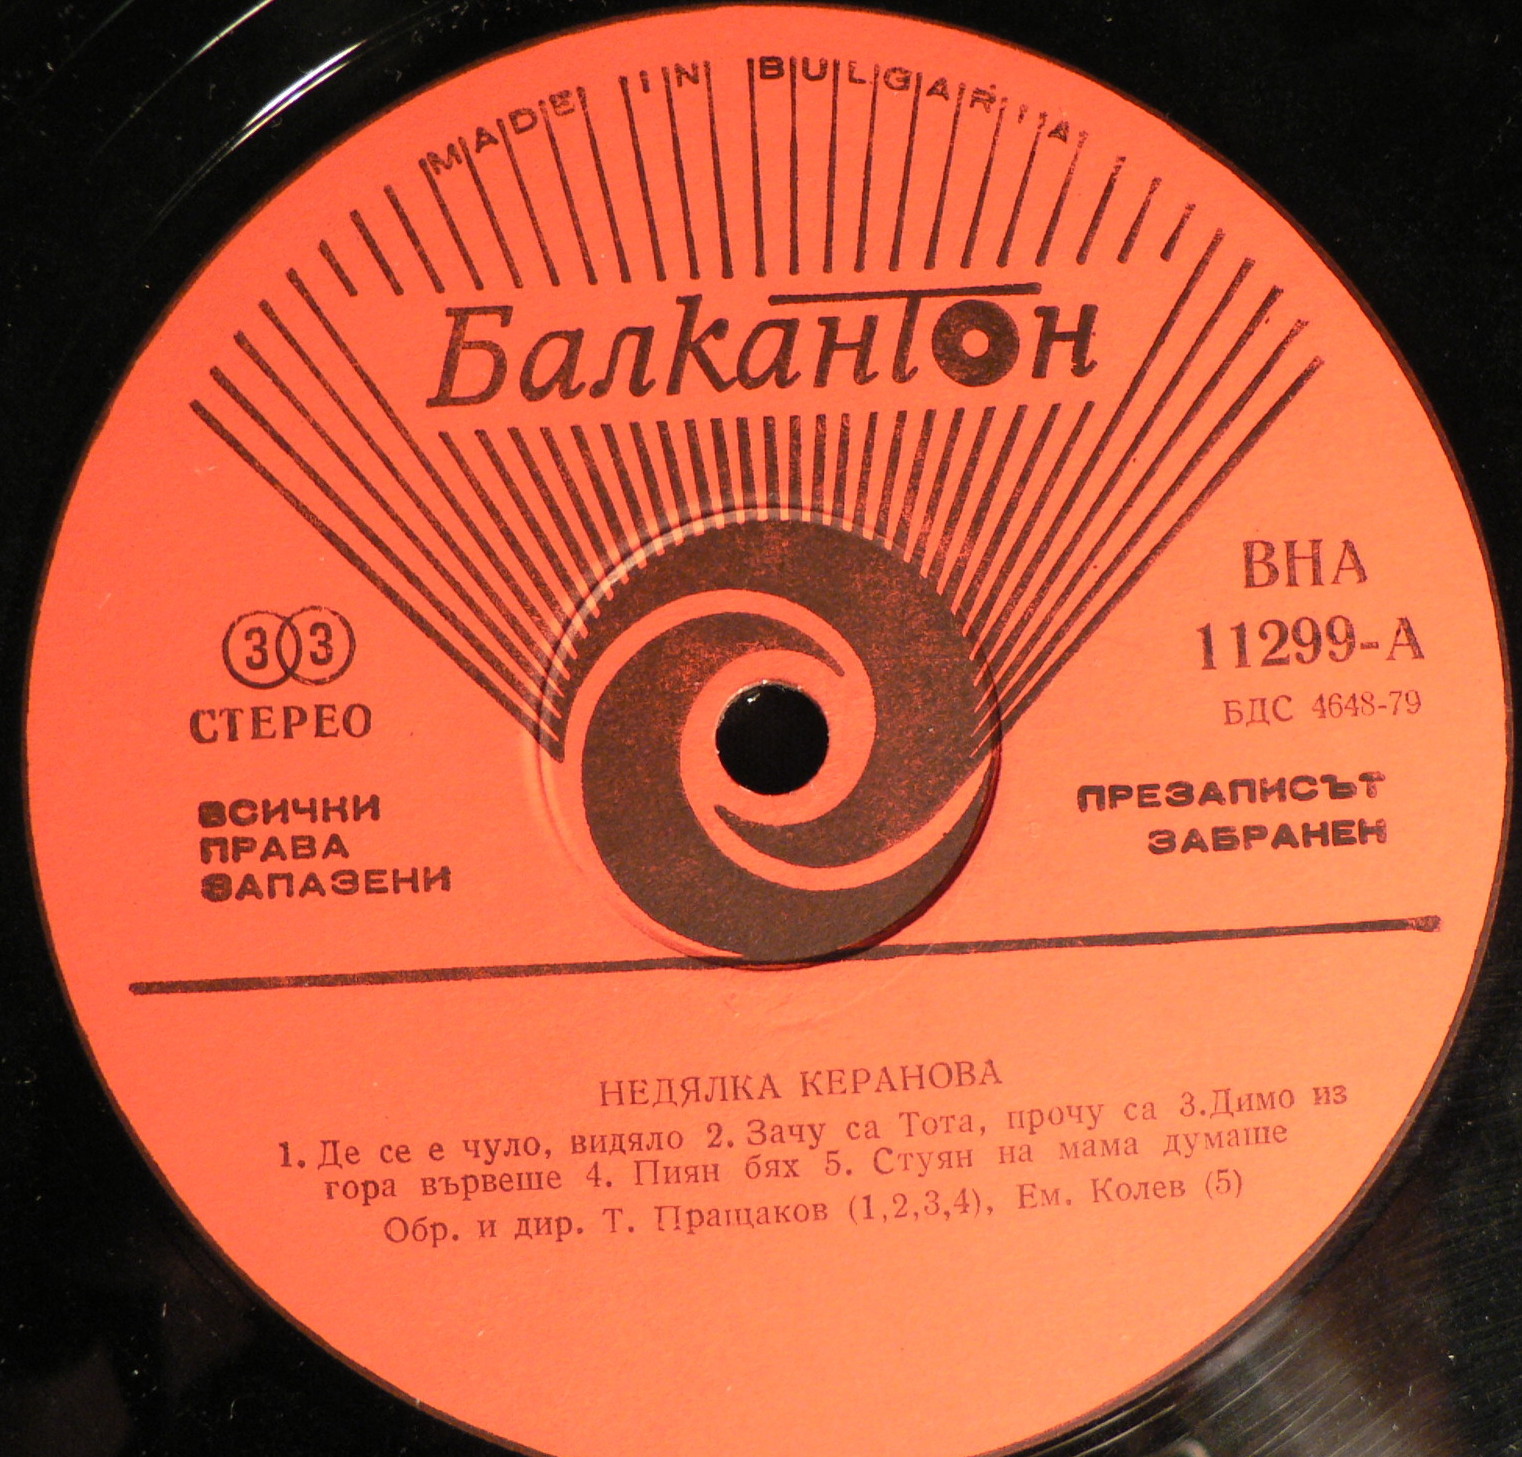 MADE IN BULGARIA
Балкантон
ВНА
11299-А
БДС 4648-79
33
СТЕРЕО
ВСИЧКИ
ПРАВА
ЗАПАЗЕНИ
ПРЕЗАПИСЪТ
ЗАБРАНЕН
НЕДЯЛКА КЕРАНОВА
1. Де се е чуло, видяло 2. Зачу са Тота, прочу са 3.Димо из
гора вървеше 4. Пиян бях 5. Стуян на мама думаше
Обр. и дир. Т. Пращаков (1,2,3,4), Ем. Колев (5)